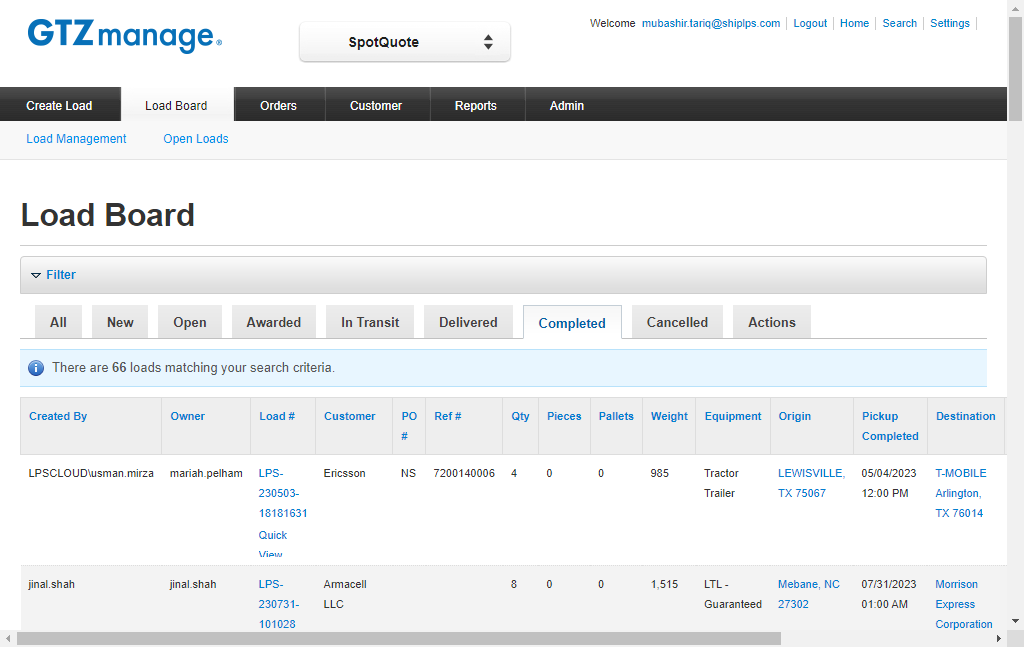 GTZmanage®
SpotQuote
Welcome mubashir.tariq@shiplps.com Logout Home Search Settings
Create Load Load Board Orders Customer Reports Admin
Load Management Open Loads
Load Board
Filter
All New Open Awarded In Transit Delivered Completed Cancelled Actions
There are 66 loads matching your search criteria.
Created By Owner Load # Customer PO # Ref # Qty Pieces Pallets Weight Equipment Origin Pickup Completed Destination
LPSCLOUD\usman.mirza mariah.pelham LPS- Ericsson NS 7200140006 4 0 0 985 Tractor LEWISVILLE, 05/04/2023 T-MOBILE
230503- Trailer TX 75067 12:00 PM Arlington,
18181631 TX 76014
Quick
View
jinal.shah jinal.shah LPS- Armacell 8 0 0 1,515 LTL - Mebane, NC 07/31/2023 Morrison
230731- LLC Guaranteed 27302 01:00 AM Express
101028 Corporation